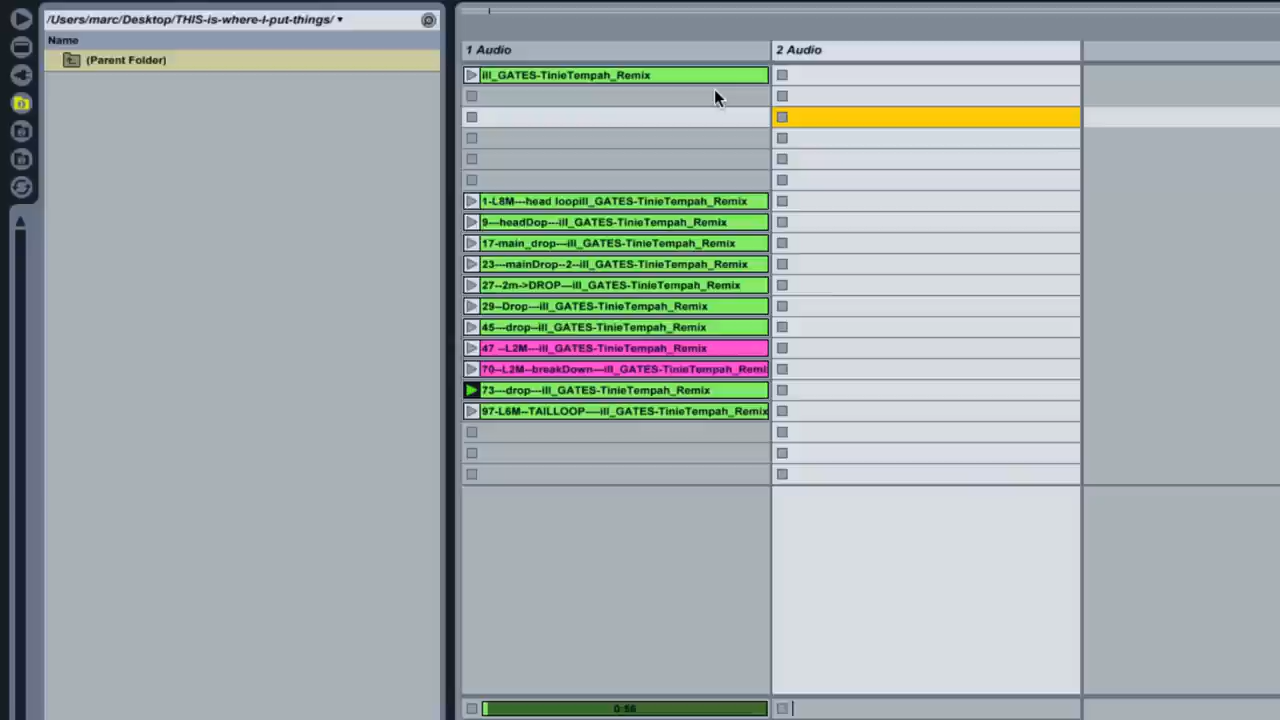 /Users/marc/Desktop/THIS-is-where-I-put-things/
Name
(Parent Folder)
1 Audio
2 Audio
ill_GATES-TinieTempah_Remix
1-L8M---head loopill_GATES-TinieTempah_Remix
9---headDop---ill_GATES-TinieTempah_Remix
17-main_drop---ill_GATES-TinieTempah_Remix
23---mainDrop--2--ill_GATES-TinieTempah_Remix
27--2m->DROP---ill_GATES-TinieTempah_Remix
29--Drop---ill_GATES-TinieTempah_Remix
45---drop--ill_GATES-TinieTempah_Remix
47 --L2M---ill_GATES-TinieTempah_Remix
70--L2M--breakDown---ill_GATES-TinieTempah_Remi
73---drop---ill_GATES-TinieTempah_Remix
97-L6M--TAILLOOP----ill_GATES-TinieTempah_Remix
0:56